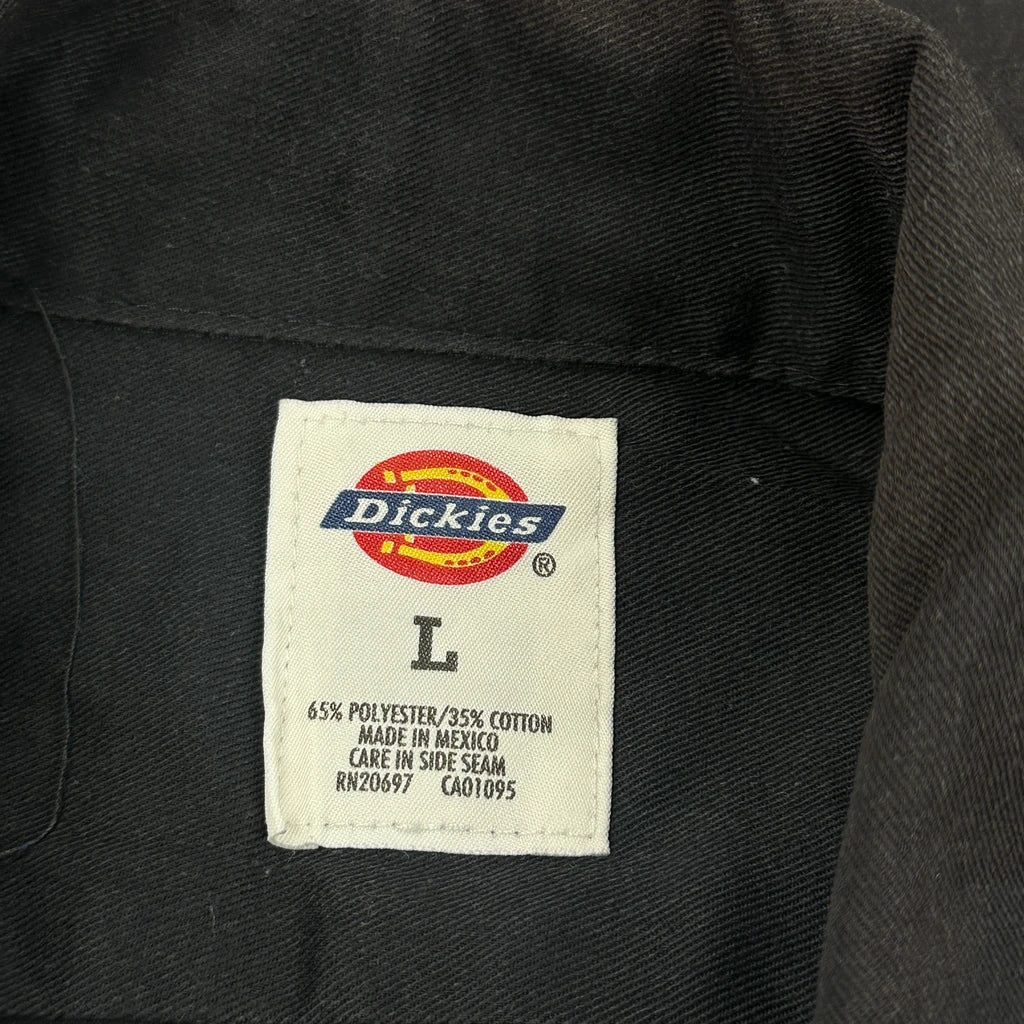 Dickies
®
L
65% POLYESTER/35% COTTON
MADE IN MEXICO
CARE IN SIDE SEAM
RN20697 CA01095